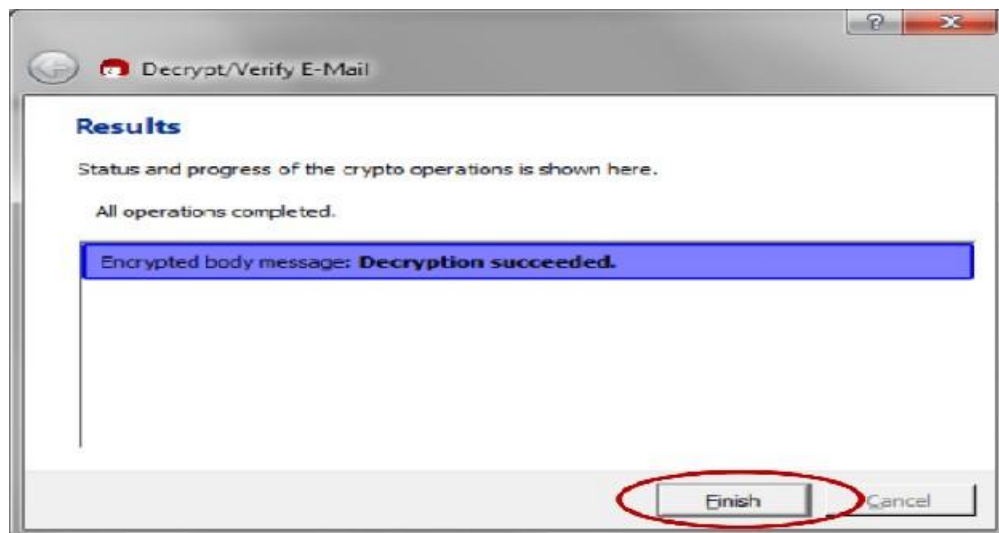 Decrypt/Verify E-Mail
Results
Status and progress of the crypto operations is shown here.
All operations completed.
Encrypted body message: Decryption succeeded.
Finish
Cancel